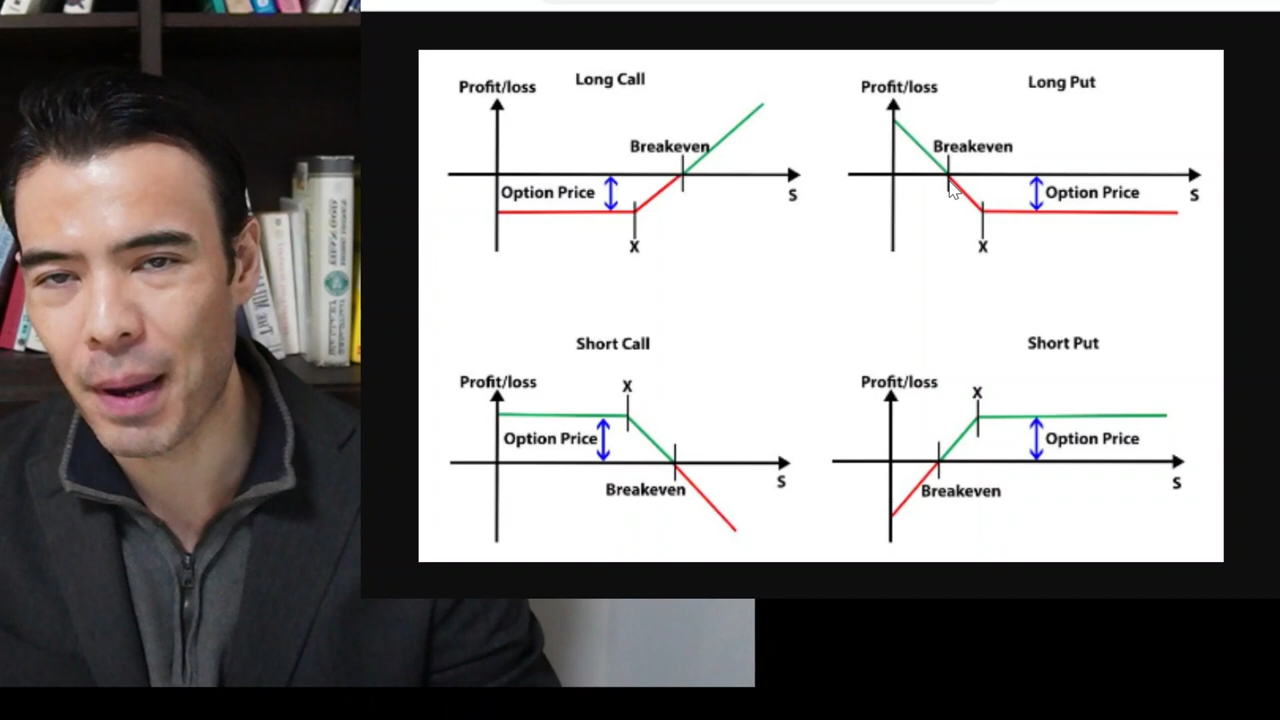 Long Call
Profit/loss
Breakeven
Option Price
S
X
Long Put
Profit/loss
Breakeven
Option Price
S
X
Short Call
Profit/loss
X
Option Price
S
Breakeven
Short Put
Profit/loss
X
Option Price
S
Breakeven